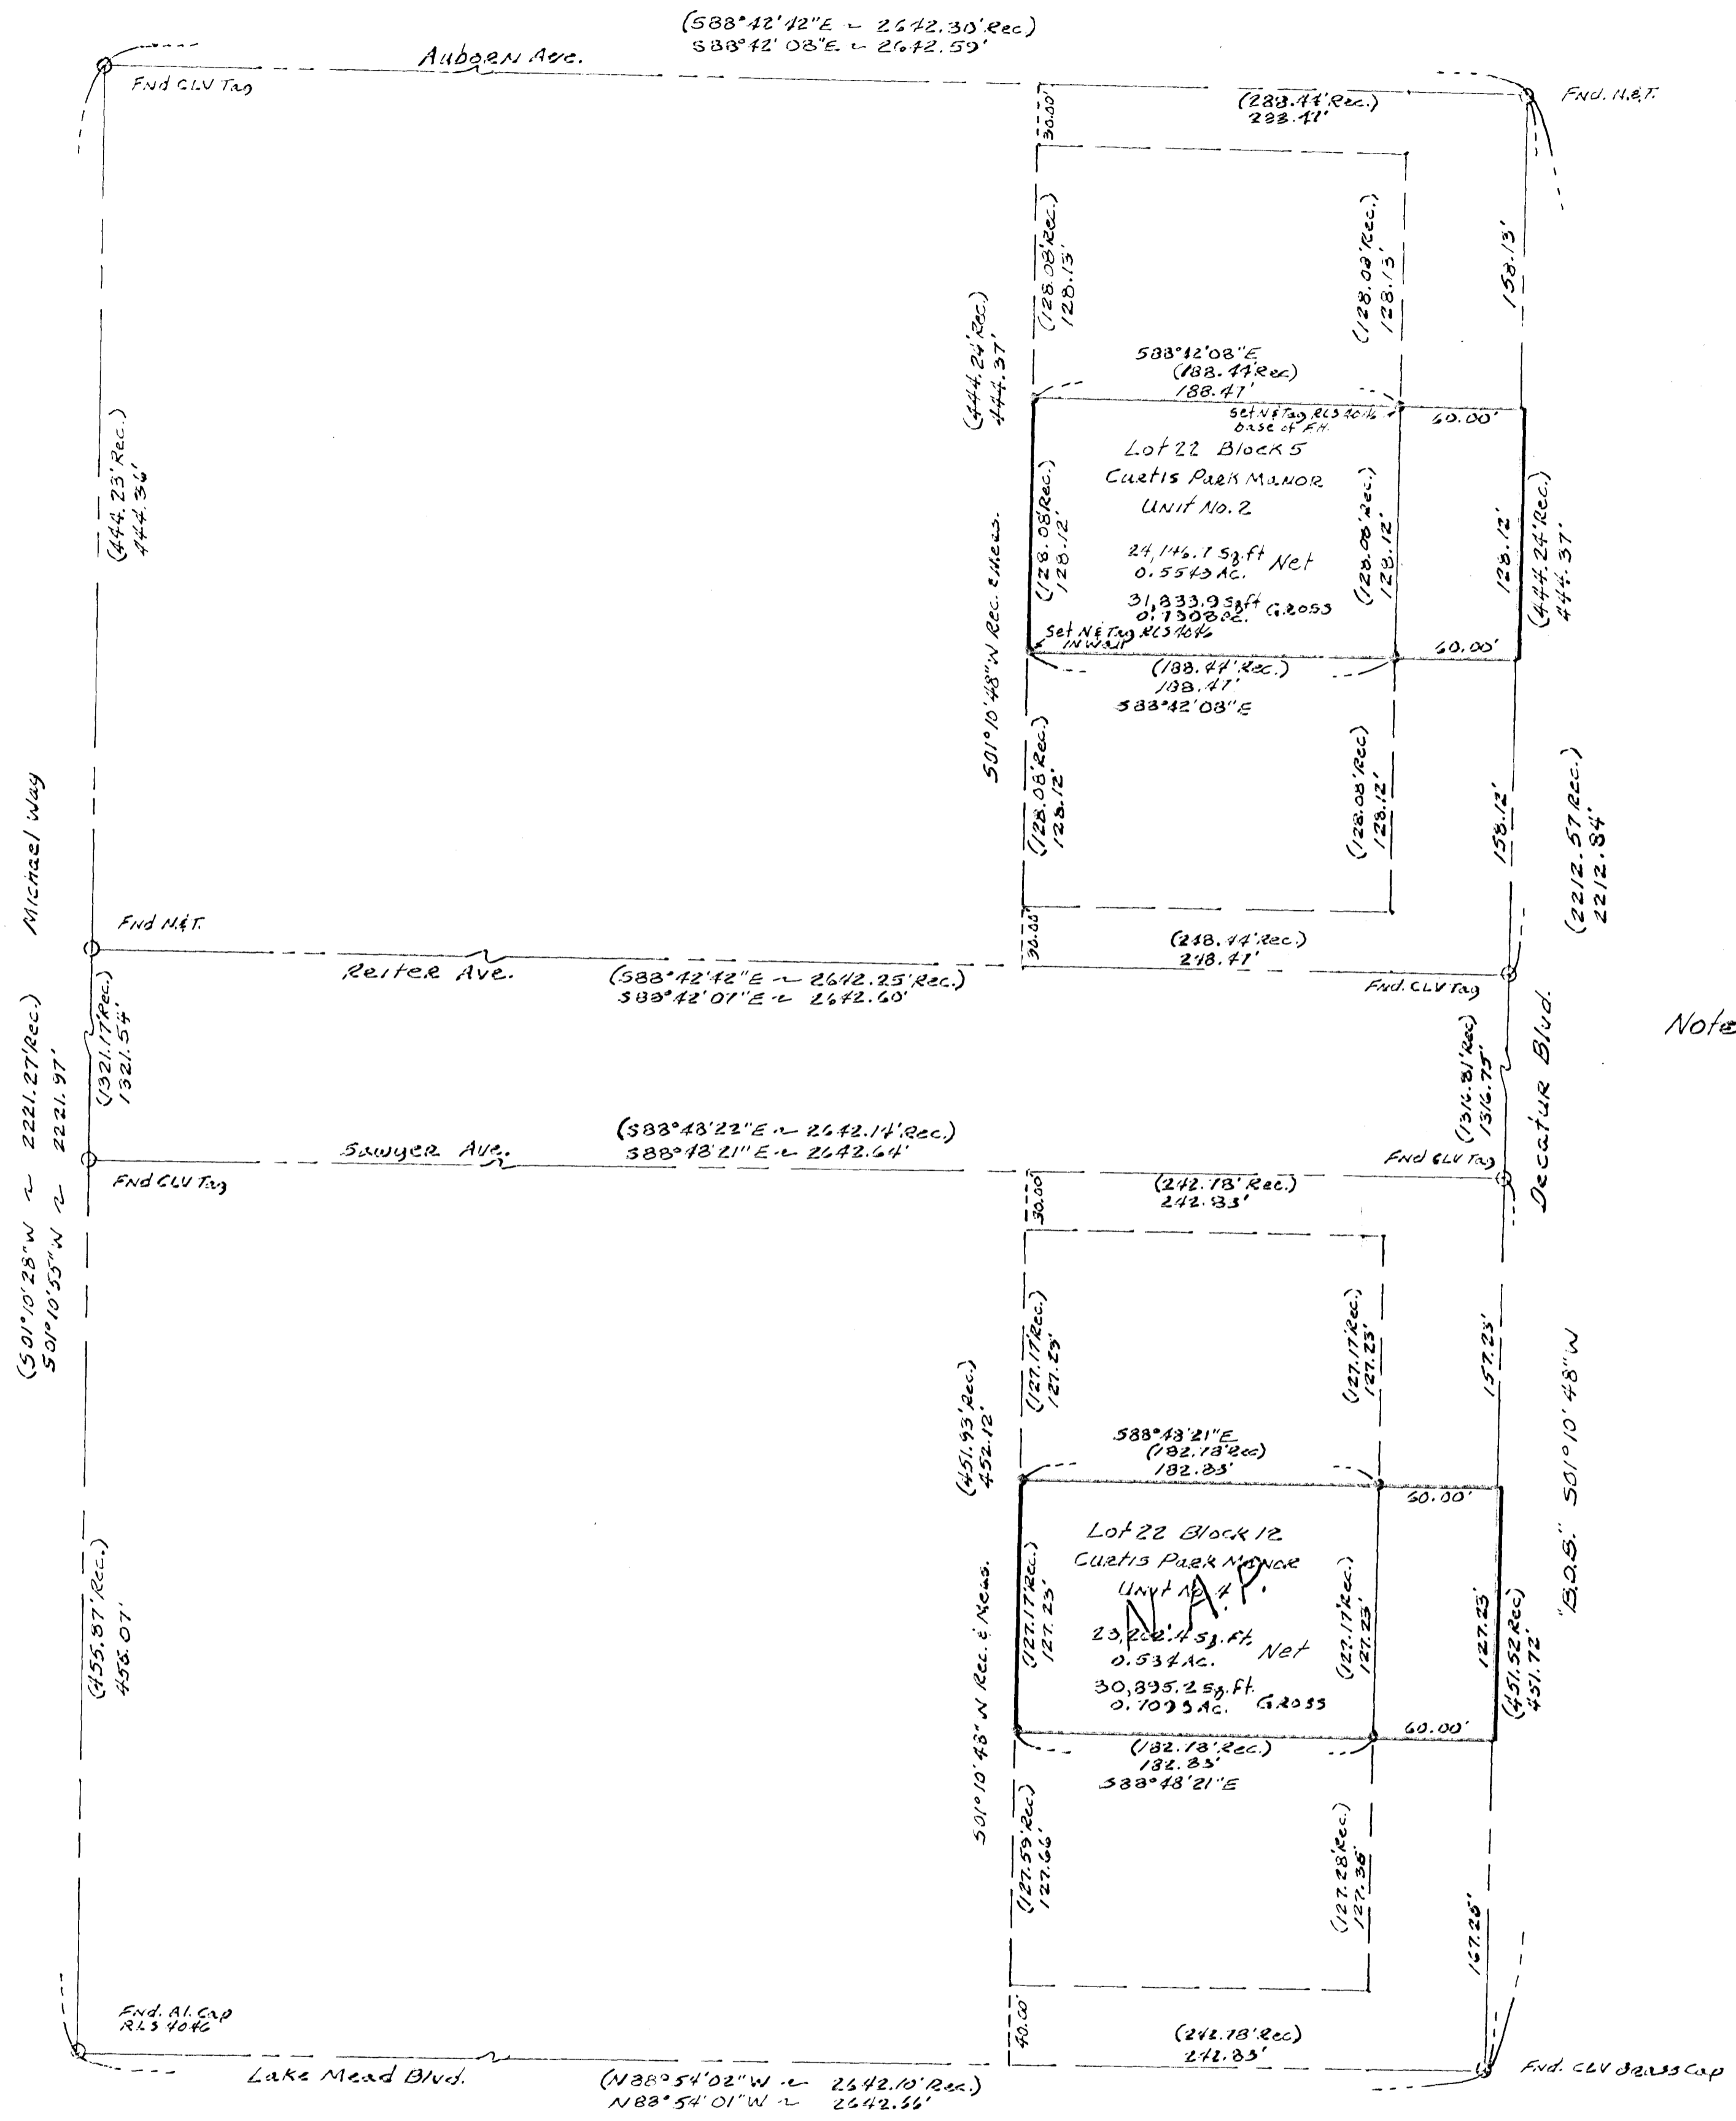 (S88°42'42"E ~ 2642.30' Rec)
S88°42'08"E ~ 2642.59'
Auborn Ave.
Fnd CLV Tag
Fnd. N.&T.
30.00'
(288.44' Rec.)
288.47'
(128.08' Rec.)
128.13'
(128.08' Rec.)
128.13'
158.13'
(444.24' Rec)
444.37'
S88°42'08"E
(188.44' Rec)
188.47'
Set N&Tag RLS 4046
base of F.H.
60.00'
Lot 22 Block 5
Curtis Park Manor
Unit No. 2
24,146.7 Sq.ft Net
0.5543 Ac.
31,833.9 Sq.ft Gross
0.7308 Ac.
Set N&Tag RLS 4046
in Wall
(128.08' Rec.)
128.12'
(128.08' Rec.)
128.12'
128.12'
(444.24' Rec)
444.37'
60.00'
(188.44' Rec.)
188.47'
S88°42'08"E
(444.23' Rec.)
444.36'
S01°10'48"W Rec. & Meas.
(128.08' Rec)
128.12'
(128.08' Rec)
128.12'
158.12'
(2212.57 Rec.)
2212.84'
Michael Way
Fnd N.&T.
30.00'
(248.44' Rec.)
248.47'
Reiter Ave.
(S88°42'42"E ~ 2642.25' Rec.)
S88°42'07"E ~ 2642.60'
Fnd. CLV Tag
Note
(S01°10'28"W ~ 2221.27' Rec)
S01°10'55"W ~ 2221.97'
(1321.17' Rec)
1321.54'
(1316.81' Rec)
1316.75'
Decatur Blvd.
(S88°48'22"E ~ 2642.14' Rec)
S88°48'21"E ~ 2642.64'
Sawyer Ave.
Fnd CLV Tag
Fnd CLV Tag
30.00'
(242.78' Rec.)
242.83'
(127.17' Rec.)
127.23'
(127.17' Rec.)
127.23'
157.23'
(451.93' Rec.)
452.12'
S88°48'21"E
(182.78' Rec)
182.83'
60.00'
"B.O.B." S01°10'48"W
Lot 22 Block 12
Curtis Park Manor
Unit No. 4
N.A.P.
Sq.ft. Net
0.534 Ac.
30,895.2 Sq.ft. Gross
0.7093 Ac.
(127.17' Rec.)
127.23'
(127.17' Rec.)
127.23'
127.23'
(451.52 Rec)
451.72'
60.00'
(182.78' Rec.)
182.83'
S88°48'21"E
(455.87' Rec.)
456.07'
S01°10'48"W Rec. & Meas.
(127.59' Rec)
127.66'
(127.28' Rec.)
127.35'
167.25'
40.00'
(242.78' Rec)
242.83'
Fnd. Al. Cap
RLS 4046
Lake Mead Blvd.
(N88°54'02"W ~ 2642.10' Rec.)
N88°54'01"W ~ 2642.66'
Fnd. CLV Brass Cap